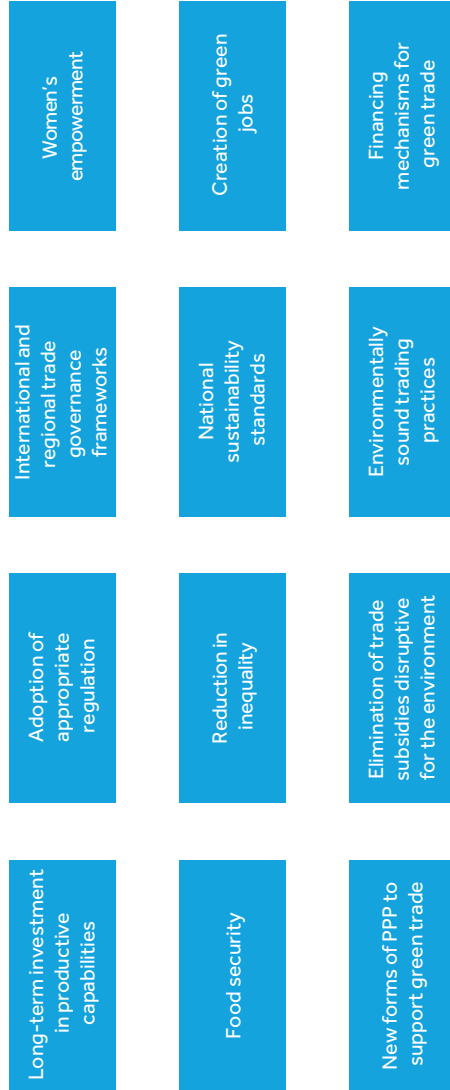 Long-term investment
in productive
capabilities
Adoption of
appropriate
regulation
International and
regional trade
governance
frameworks
Women's
empowerment
Food security
Reduction in
inequality
National
sustainability
standards
Creation of green
jobs
New forms of PPP to
support green trade
Elimination of trade
subsidies disruptive
for the environment
Environmentally
sound trading
practices
Financing
mechanisms for
green trade